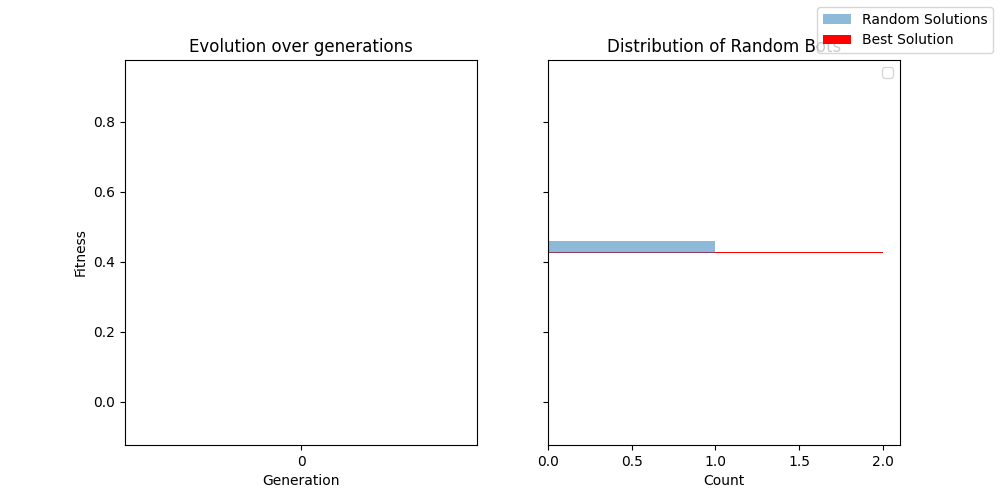 Random Solutions
Best Solution
Evolution over generations
Distribution of Random Bots
Fitness
0.8
0.6
0.4
0.2
0.0
0
Generation
0.0 0.5 1.0 1.5 2.0
Count